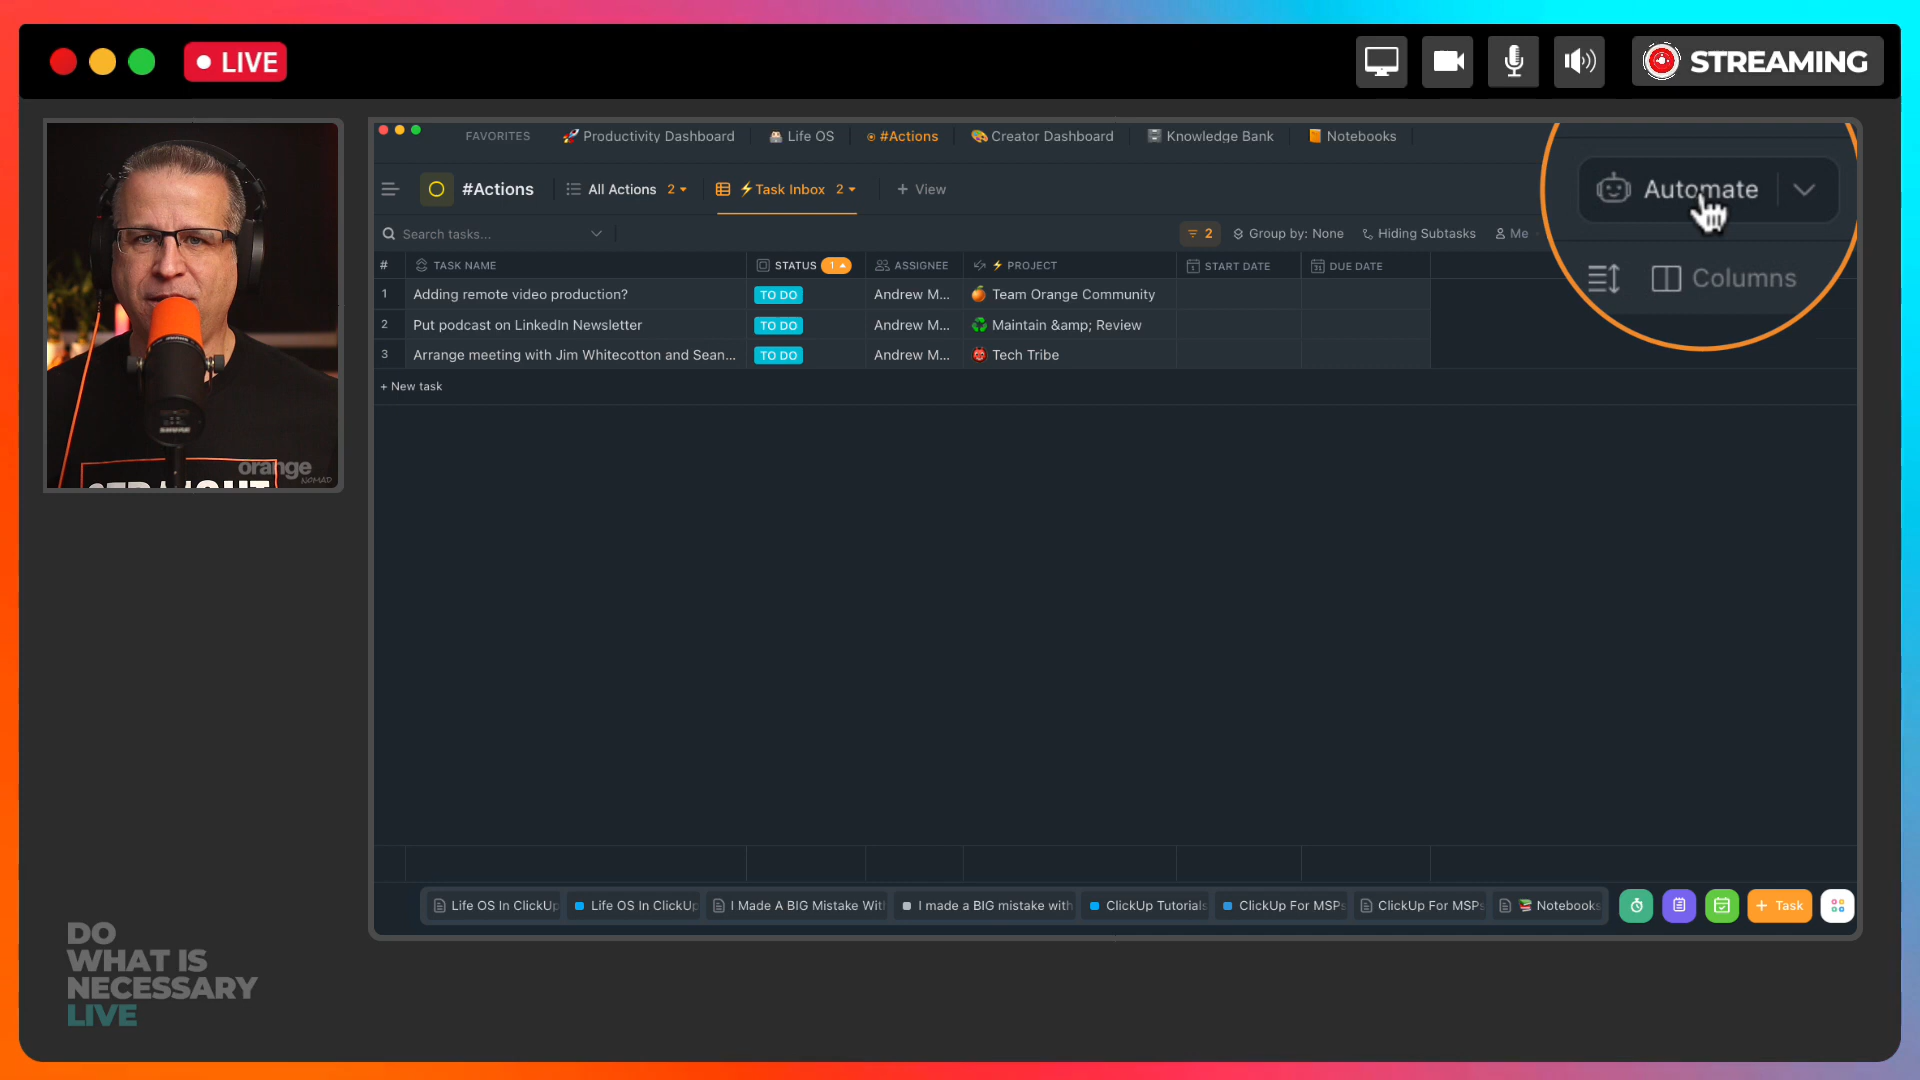 LIVE
STREAMING
FAVORITES 🚀 Productivity Dashboard Life OS #Actions 🎨 Creator Dashboard Knowledge Bank Notebooks
#Actions All Actions 2 ⚡Task Inbox 2 + View
Automate
Search tasks... 2 Group by: None Hiding Subtasks Me
Columns
# TASK NAME STATUS 1 ASSIGNEE ⚡ PROJECT START DATE DUE DATE
1 Adding remote video production? TO DO Andrew M... 🍊 Team Orange Community
2 Put podcast on LinkedIn Newsletter TO DO Andrew M... ♻️ Maintain &amp; Review
3 Arrange meeting with Jim Whitecotton and Sean... TO DO Andrew M... 👹 Tech Tribe
+ New task
orange
NOMAD
SHURE
Life OS In ClickUp Life OS In ClickUp I Made A BIG Mistake Wit I made a BIG mistake with ClickUp Tutorials ClickUp For MSPs ClickUp For MSPs Notebooks + Task
DO
WHAT IS
NECESSARY
LIVE